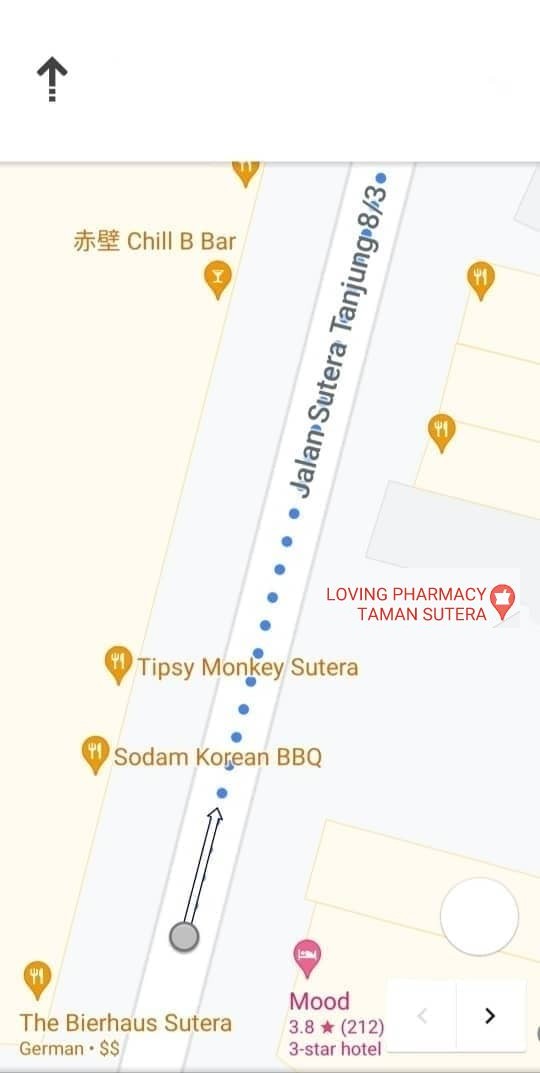 赤壁 Chill B Bar
Jalan Sutera Tanjung 8/3
LOVING PHARMACY
TAMAN SUTERA
Tipsy Monkey Sutera
Sodam Korean BBQ
The Bierhaus Sutera
German • $$
Mood
3.8 ★ (212)
3-star hotel